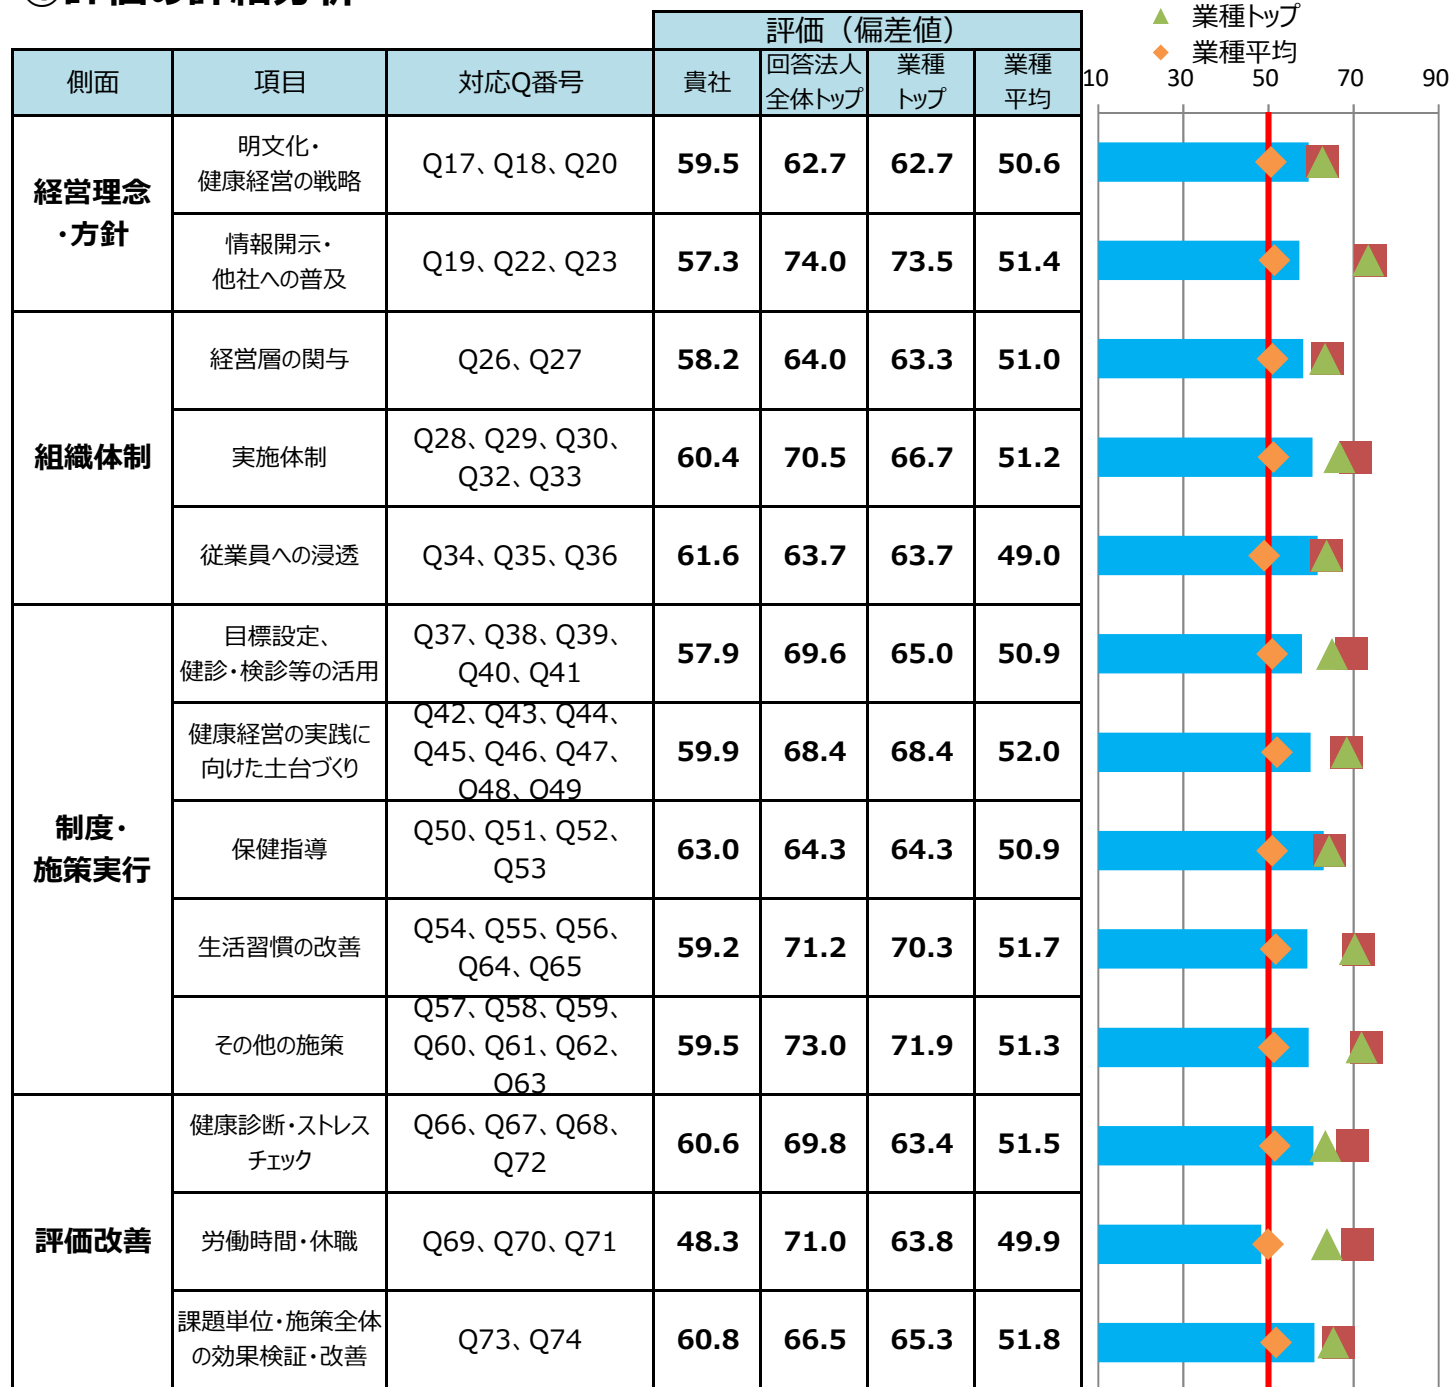 ①評価の詳細分析
▲ 業種トップ
◆ 業種平均
評価（偏差値）
側面 項目 対応Q番号 貴社 回答法人全体トップ 業種トップ 業種平均
10 30 50 70 90
経営理念・方針
明文化・健康経営の戦略 Q17、Q18、Q20 59.5 62.7 62.7 50.6
情報開示・他社への普及 Q19、Q22、Q23 57.3 74.0 73.5 51.4
組織体制
経営層の関与 Q26、Q27 58.2 64.0 63.3 51.0
実施体制 Q28、Q29、Q30、Q32、Q33 60.4 70.5 66.7 51.2
従業員への浸透 Q34、Q35、Q36 61.6 63.7 63.7 49.0
制度・施策実行
目標設定、健診・検診等の活用 Q37、Q38、Q39、Q40、Q41 57.9 69.6 65.0 50.9
健康経営の実践に向けた土台づくり Q42、Q43、Q44、Q45、Q46、Q47、Q48、Q49 59.9 68.4 68.4 52.0
保健指導 Q50、Q51、Q52、Q53 63.0 64.3 64.3 50.9
生活習慣の改善 Q54、Q55、Q56、Q64、Q65 59.2 71.2 70.3 51.7
その他の施策 Q57、Q58、Q59、Q60、Q61、Q62、Q63 59.5 73.0 71.9 51.3
評価改善
健康診断・ストレスチェック Q66、Q67、Q68、Q72 60.6 69.8 63.4 51.5
労働時間・休職 Q69、Q70、Q71 48.3 71.0 63.8 49.9
課題単位・施策全体の効果検証・改善 Q73、Q74 60.8 66.5 65.3 51.8